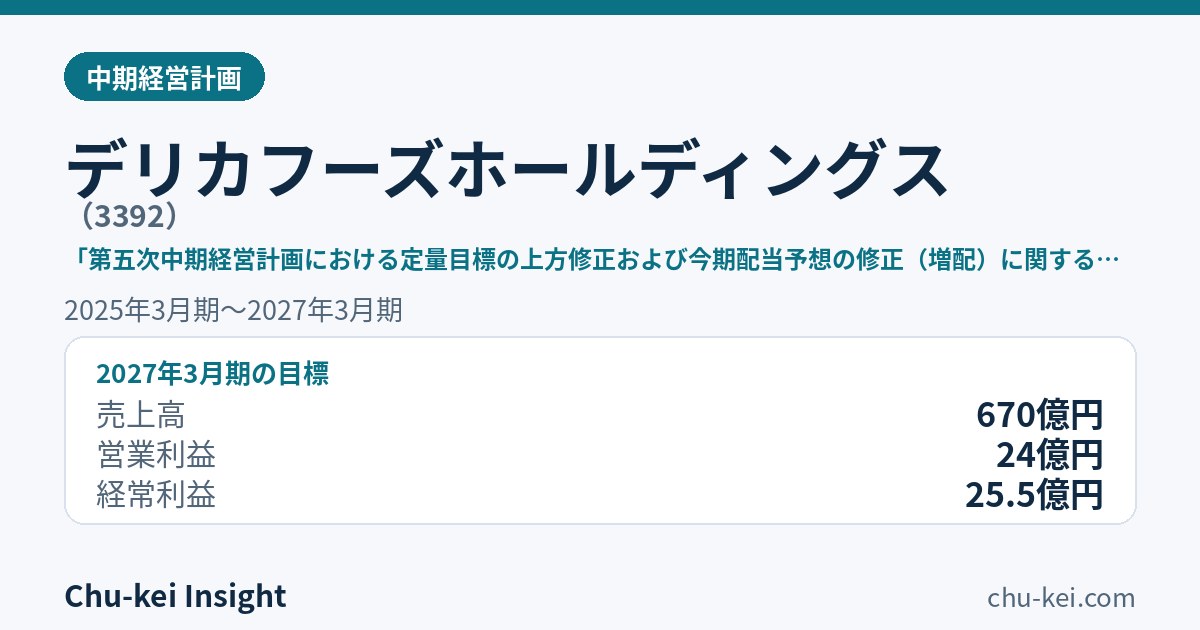 中期経営計画
デリカフーズホールディングス
（3392）
「第五次中期経営計画における定量目標の上方修正および今期配当予想の修正（増配）に関する…
2025年3月期～2027年3月期
2027年3月期の目標
売上高 670億円
営業利益 24億円
経常利益 25.5億円
Chu-kei Insight chu-kei.com